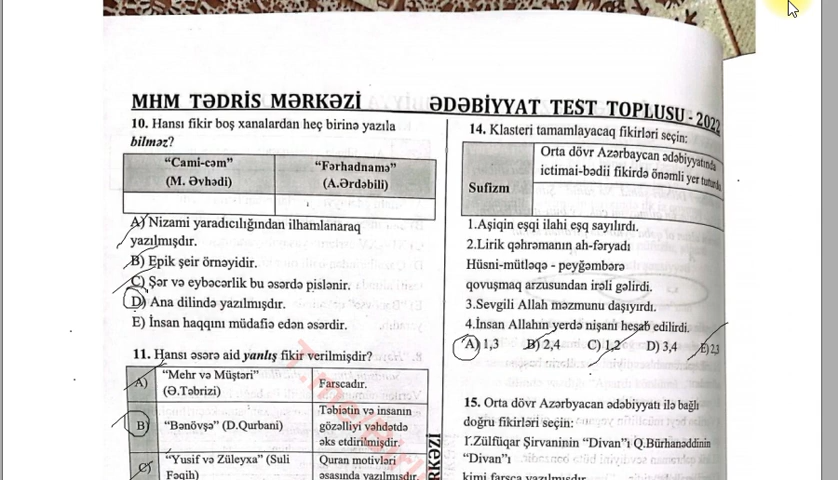 MHM TƏDRİS MƏRKƏZİ
ƏDƏBİYYAT TEST TOPLUSU - 2022
10. Hansı fikir boş xanalardan heç birinə yazıla
bilməz?
“Cami-cəm”
(M. Əvhədi)
“Fərhadnamə”
(A.Ərdəbili)
A) Nizami yaradıcılığından ilhamlanaraq
yazılmışdır.
B) Epik şeir örnəyidir.
C) Şər və eybəcərlik bu əsərdə pislənir.
D) Ana dilində yazılmışdır.
E) İnsan haqqını müdafiə edən əsərdir.
11. Hansı əsərə aid yanlış fikir verilmişdir?
A)
“Mehr və Müştəri”
(Ə.Təbrizi)
Farscadır.
B)
“Bənövşə” (D.Qurbani)
Təbiətin və insanın
gözəlliyi vəhdətdə
əks etdirilmişdir.
“Yusif və Züleyxa” (Suli
Fəqih)
Quran motivləri
əsasında yazılmışdır.
14. Klasteri tamamlayacaq fikirləri seçin:
Sufizm
Orta dövr Azərbaycan ədəbiyyatında
ictimai-bədii fikirdə önəmli yer tuturdu
1.Aşiqin eşqi ilahi eşq sayılırdı.
2.Lirik qəhrəmanın ah-fəryadı
Hüsni-mütləqə - peyğəmbərə
qovuşmaq arzusundan irəli gəlirdi.
3.Sevgili Allah məzmunu daşıyırdı.
4.İnsan Allahın yerdə nişanı hesab edilirdi.
A) 1,3 B) 2,4 C) 1,2 D) 3,4 E) 2,3
15. Orta dövr Azərbyacan ədəbiyyatı ilə bağlı
doğru fikirləri seçin:
1.Zülfüqar Şirvaninin “Divan”ı Q.Bürhanəddinin
“Divan”ı
kimi farsca yazılmışdır.